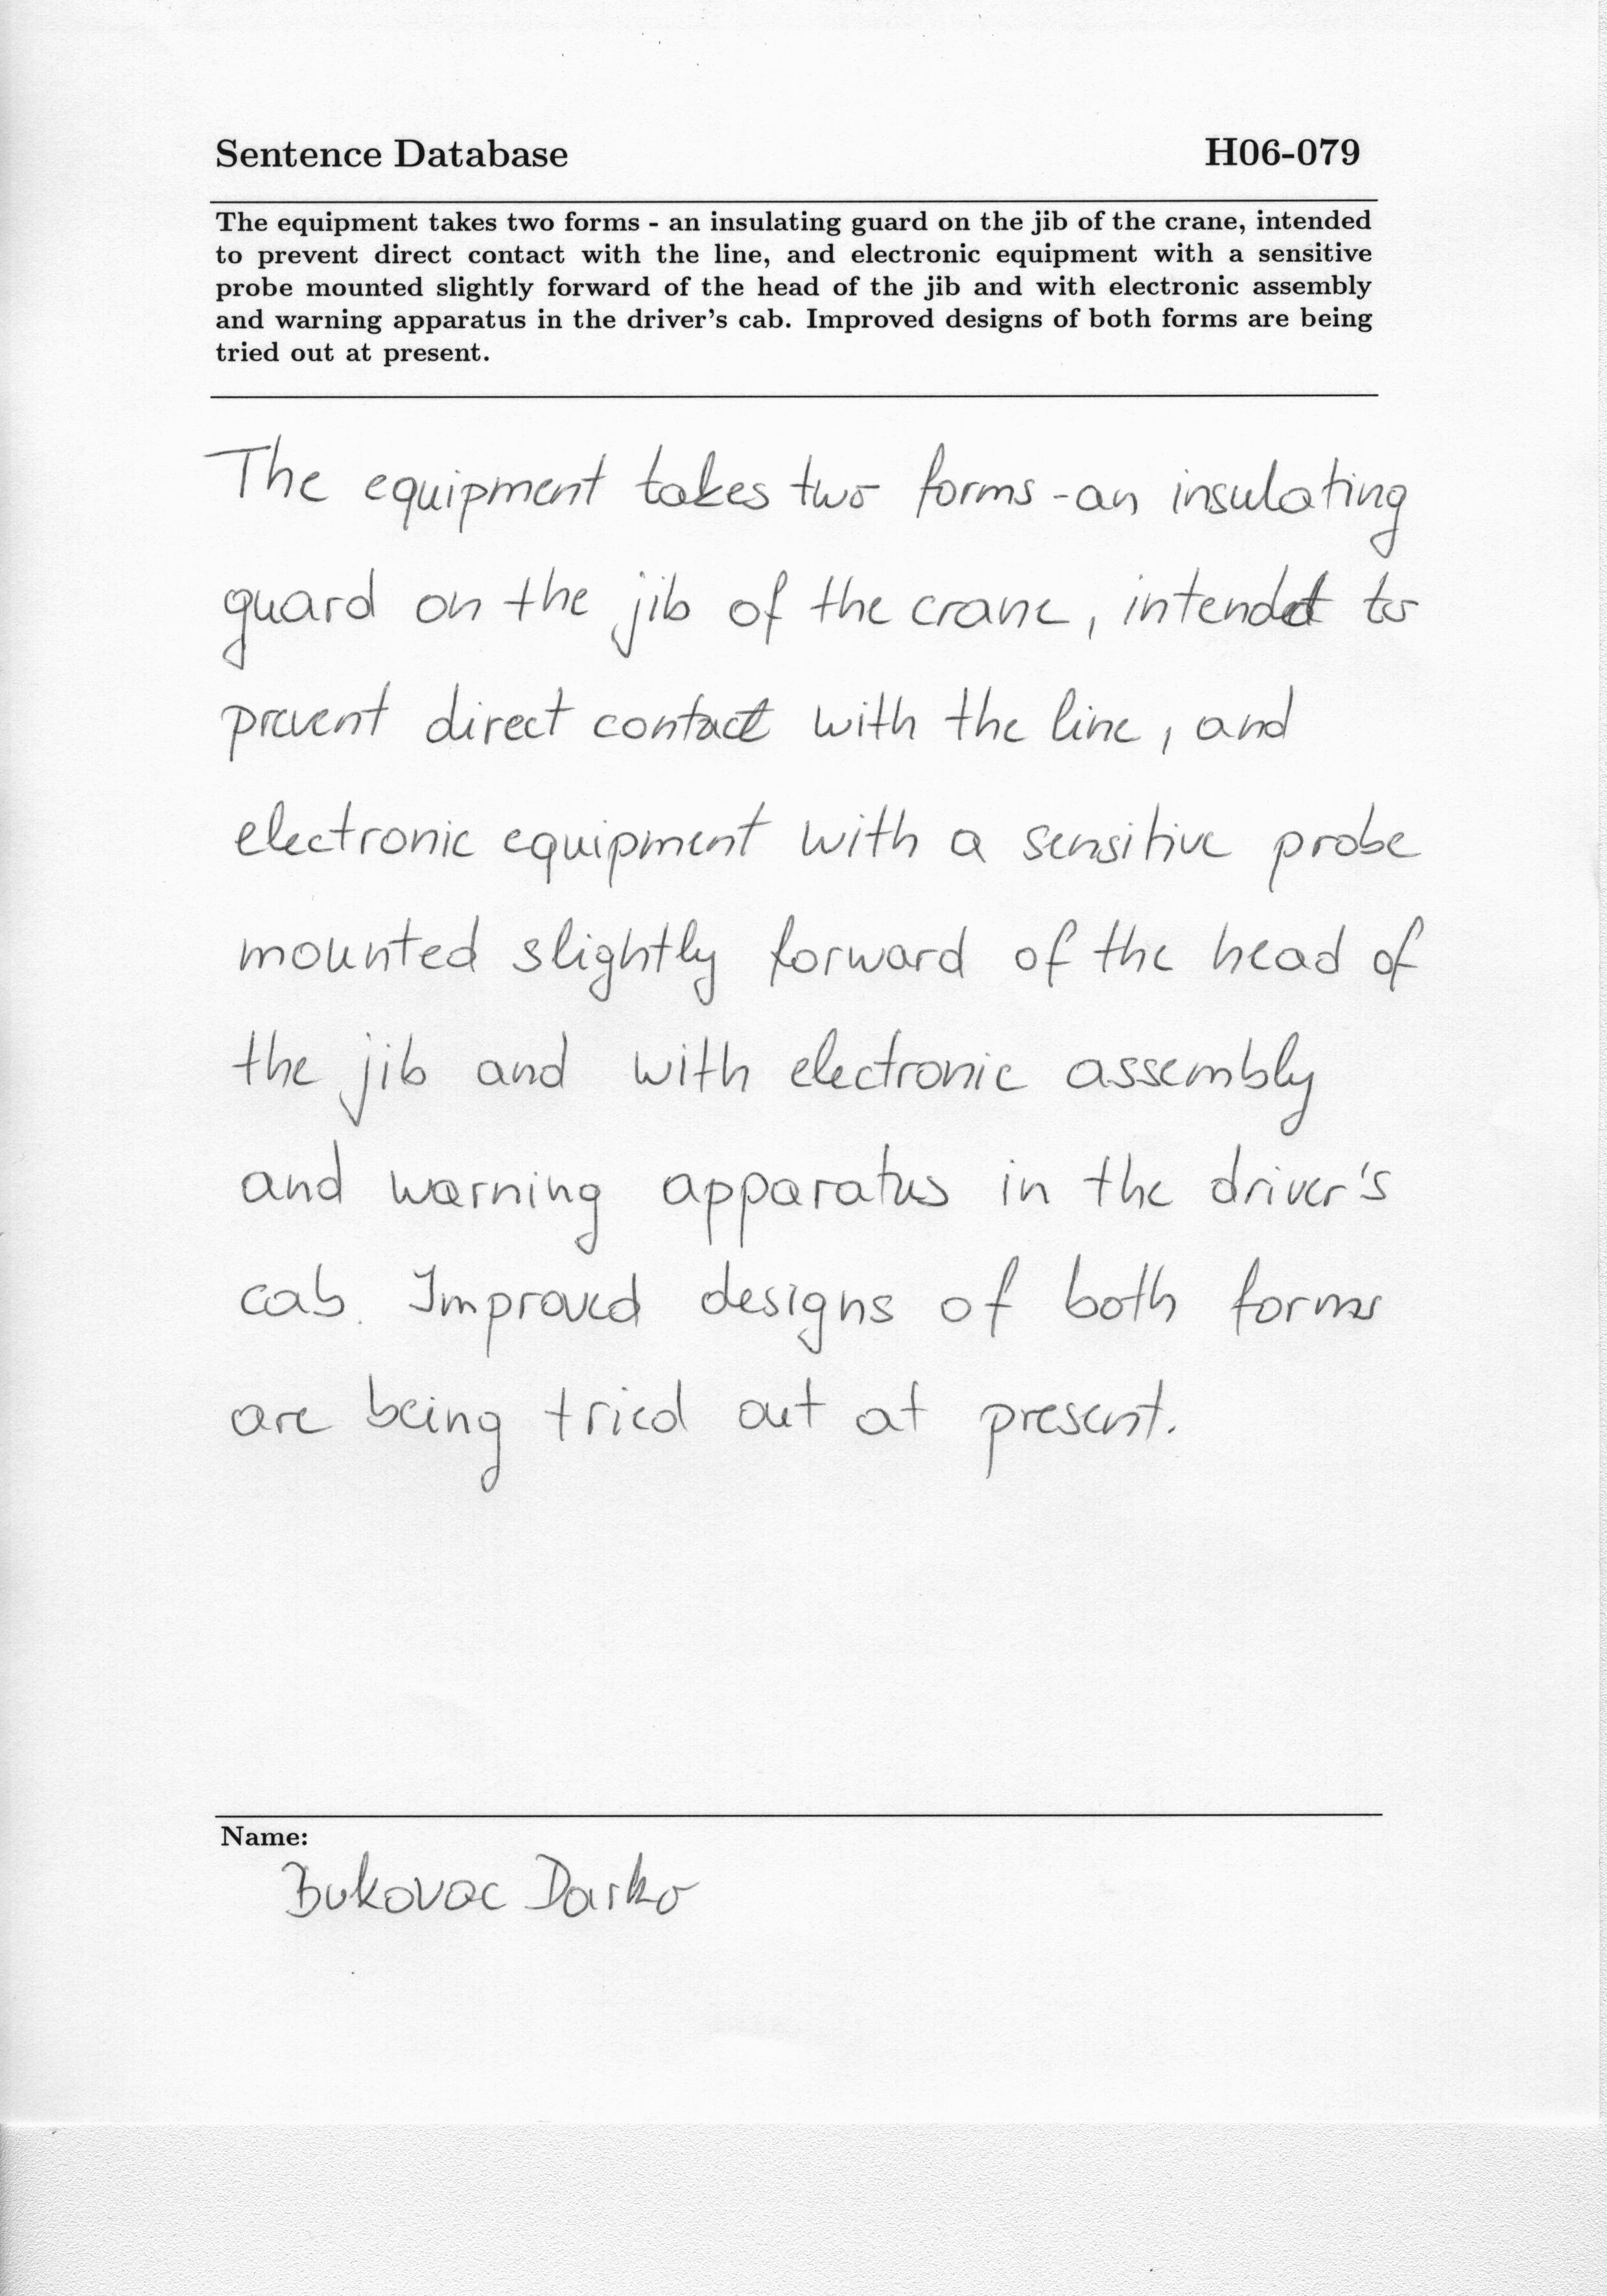 Sentence Database H06-079
The equipment takes two forms - an insulating guard on the jib of the crane, intended
to prevent direct contact with the line, and electronic equipment with a sensitive
probe mounted slightly forward of the head of the jib and with electronic assembly
and warning apparatus in the driver's cab. Improved designs of both forms are being
tried out at present.
The equipment takes two forms - an insulating
guard on the jib of the crane, intended to
prevent direct contact with the line, and
electronic equipment with a sensitive probe
mounted slightly forward of the head of
the jib and with electronic assembly
and warning apparatus in the driver's
cab. Improved designs of both forms
are being tried out at present.
Name:
Bukovac Darko